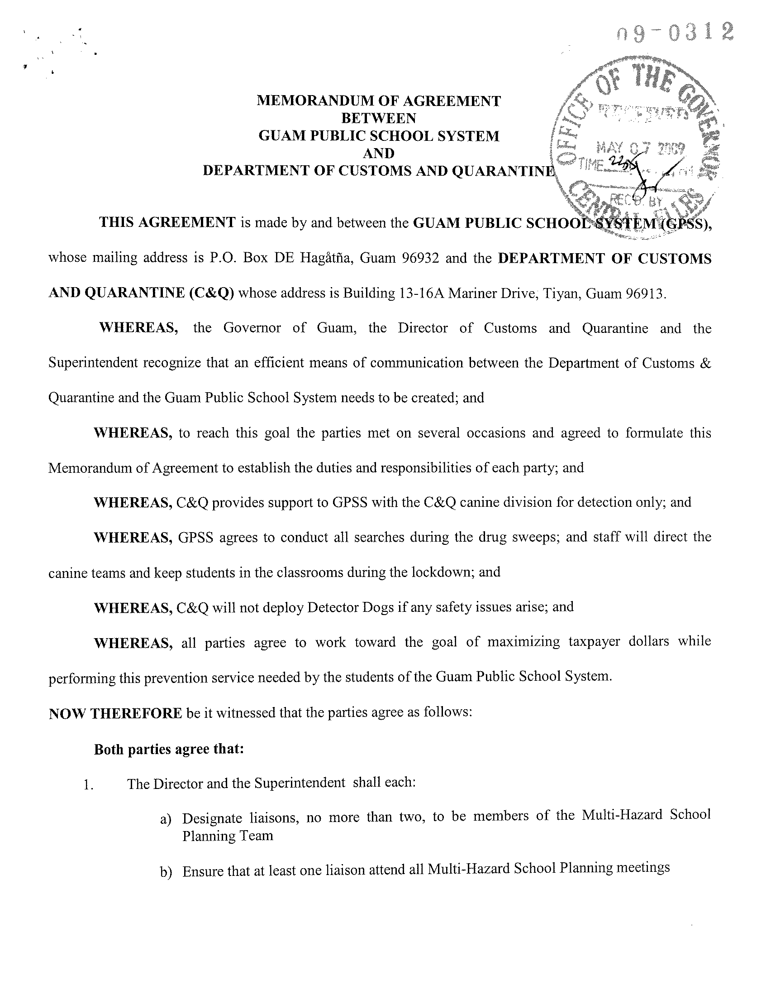 09-0312
OFFICE OF THE GOVERNOR
RECEIVED
MAY 07 2009
TIME
REC'D. BY
CENTRAL FILES
MEMORANDUM OF AGREEMENT
BETWEEN
GUAM PUBLIC SCHOOL SYSTEM
AND
DEPARTMENT OF CUSTOMS AND QUARANTINE
THIS AGREEMENT is made by and between the GUAM PUBLIC SCHOOL SYSTEM (GPSS),
whose mailing address is P.O. Box DE Hagåtña, Guam 96932 and the DEPARTMENT OF CUSTOMS
AND QUARANTINE (C&Q) whose address is Building 13-16A Mariner Drive, Tiyan, Guam 96913.
WHEREAS, the Governor of Guam, the Director of Customs and Quarantine and the
Superintendent recognize that an efficient means of communication between the Department of Customs &
Quarantine and the Guam Public School System needs to be created; and
WHEREAS, to reach this goal the parties met on several occasions and agreed to formulate this
Memorandum of Agreement to establish the duties and responsibilities of each party; and
WHEREAS, C&Q provides support to GPSS with the C&Q canine division for detection only; and
WHEREAS, GPSS agrees to conduct all searches during the drug sweeps; and staff will direct the
canine teams and keep students in the classrooms during the lockdown; and
WHEREAS, C&Q will not deploy Detector Dogs if any safety issues arise; and
WHEREAS, all parties agree to work toward the goal of maximizing taxpayer dollars while
performing this prevention service needed by the students of the Guam Public School System.
NOW THEREFORE be it witnessed that the parties agree as follows:
Both parties agree that:
1. The Director and the Superintendent shall each:
a) Designate liaisons, no more than two, to be members of the Multi-Hazard School
Planning Team
b) Ensure that at least one liaison attend all Multi-Hazard School Planning meetings